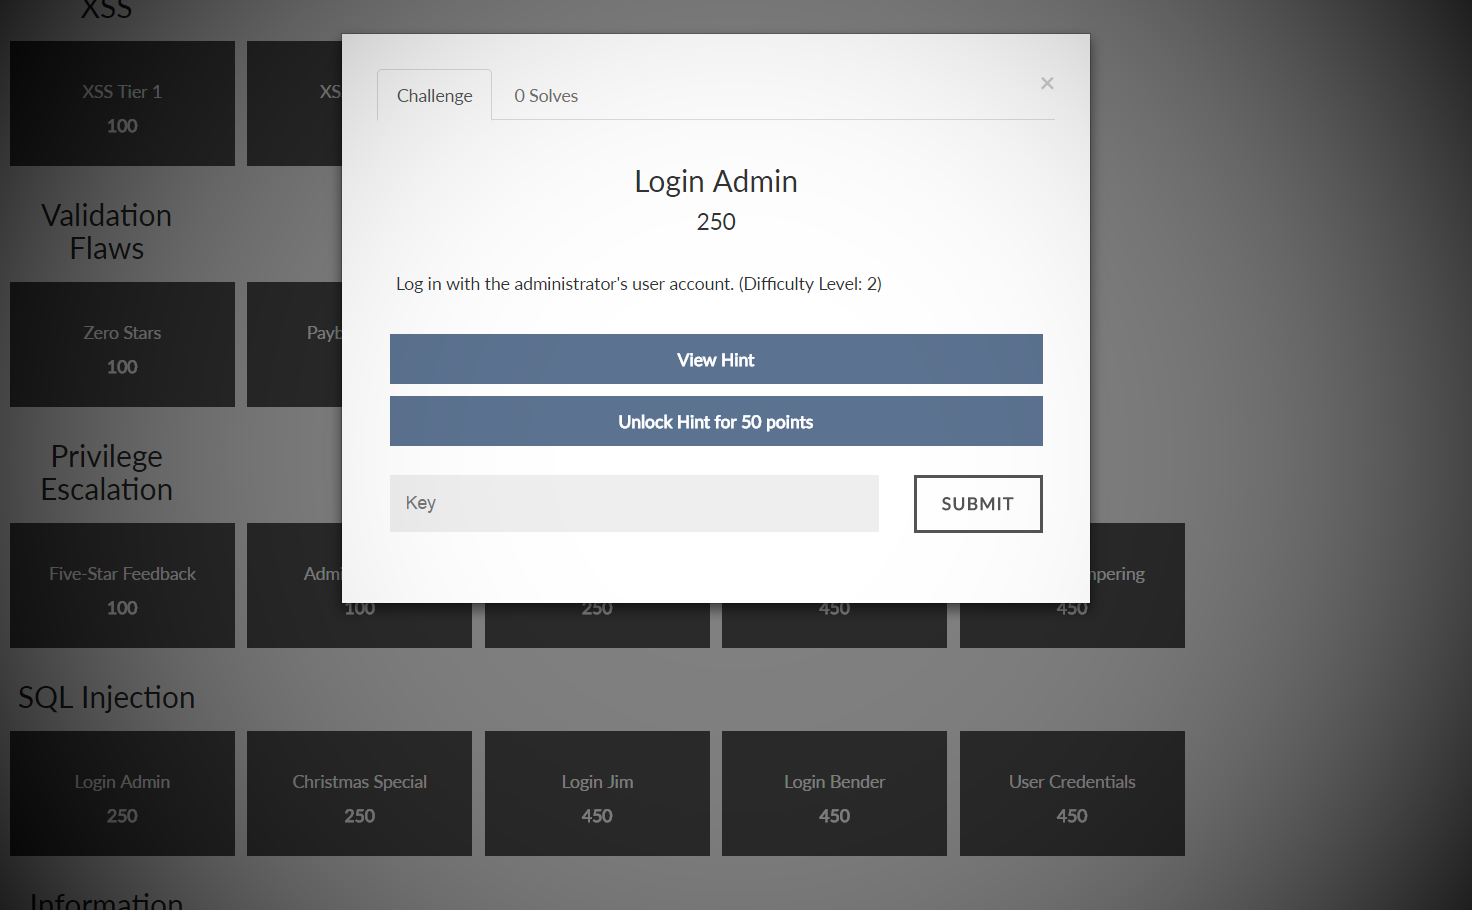 XSS
XSS Tier 1
100
XS
Challenge
0 Solves
×
Login Admin
250
Log in with the administrator's user account. (Difficulty Level: 2)
View Hint
Unlock Hint for 50 points
Key
SUBMIT
Validation
Flaws
Zero Stars
100
Payb
Privilege
Escalation
Five-Star Feedback
100
Admi
100
250
450
mpering
450
SQL Injection
Login Admin
250
Christmas Special
250
Login Jim
450
Login Bender
450
User Credentials
450
Information